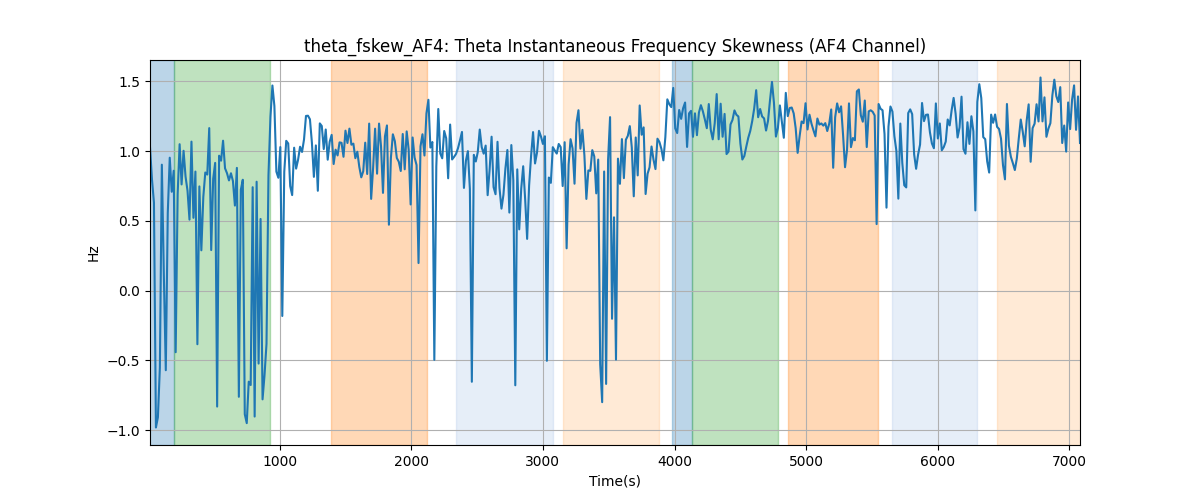 theta_fskew_AF4: Theta Instantaneous Frequency Skewness (AF4 Channel)
1.5
1.0
0.5
0.0
−0.5
−1.0
Hz
1000 2000 3000 4000 5000 6000 7000
Time(s)